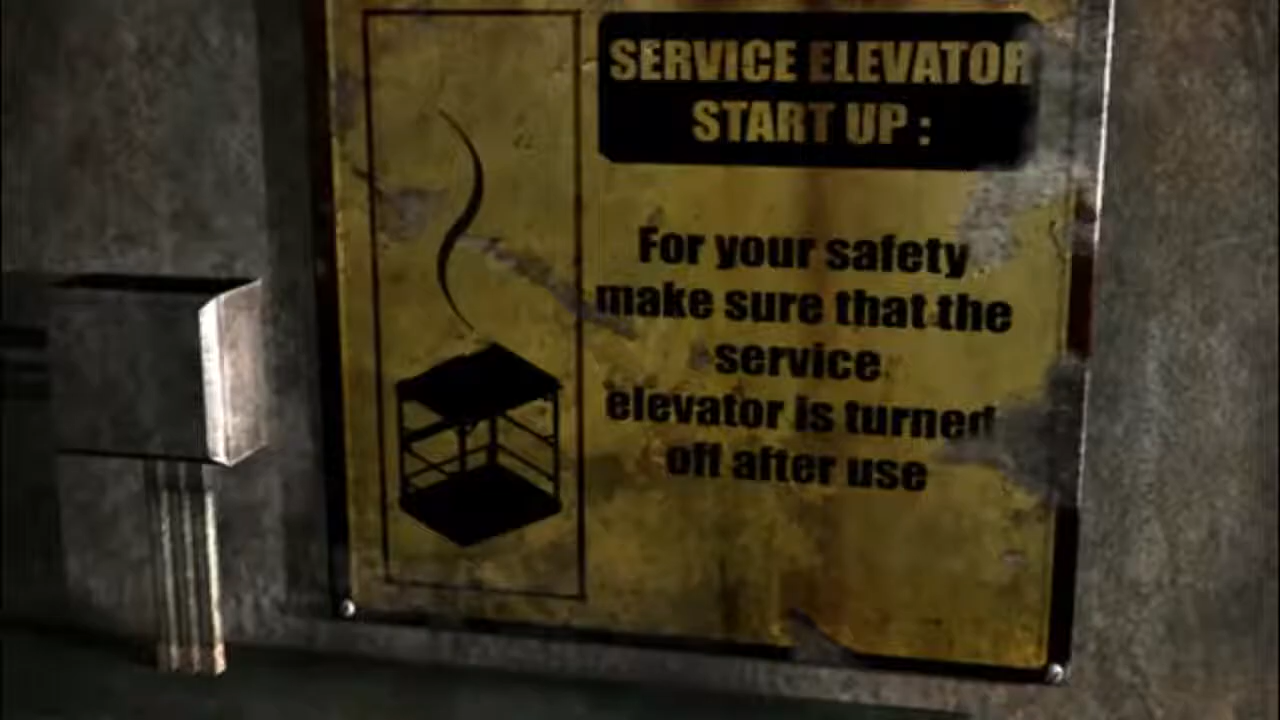 SERVICE ELEVATOR
START UP :
For your safety
make sure that the
service
elevator is turned
off after use